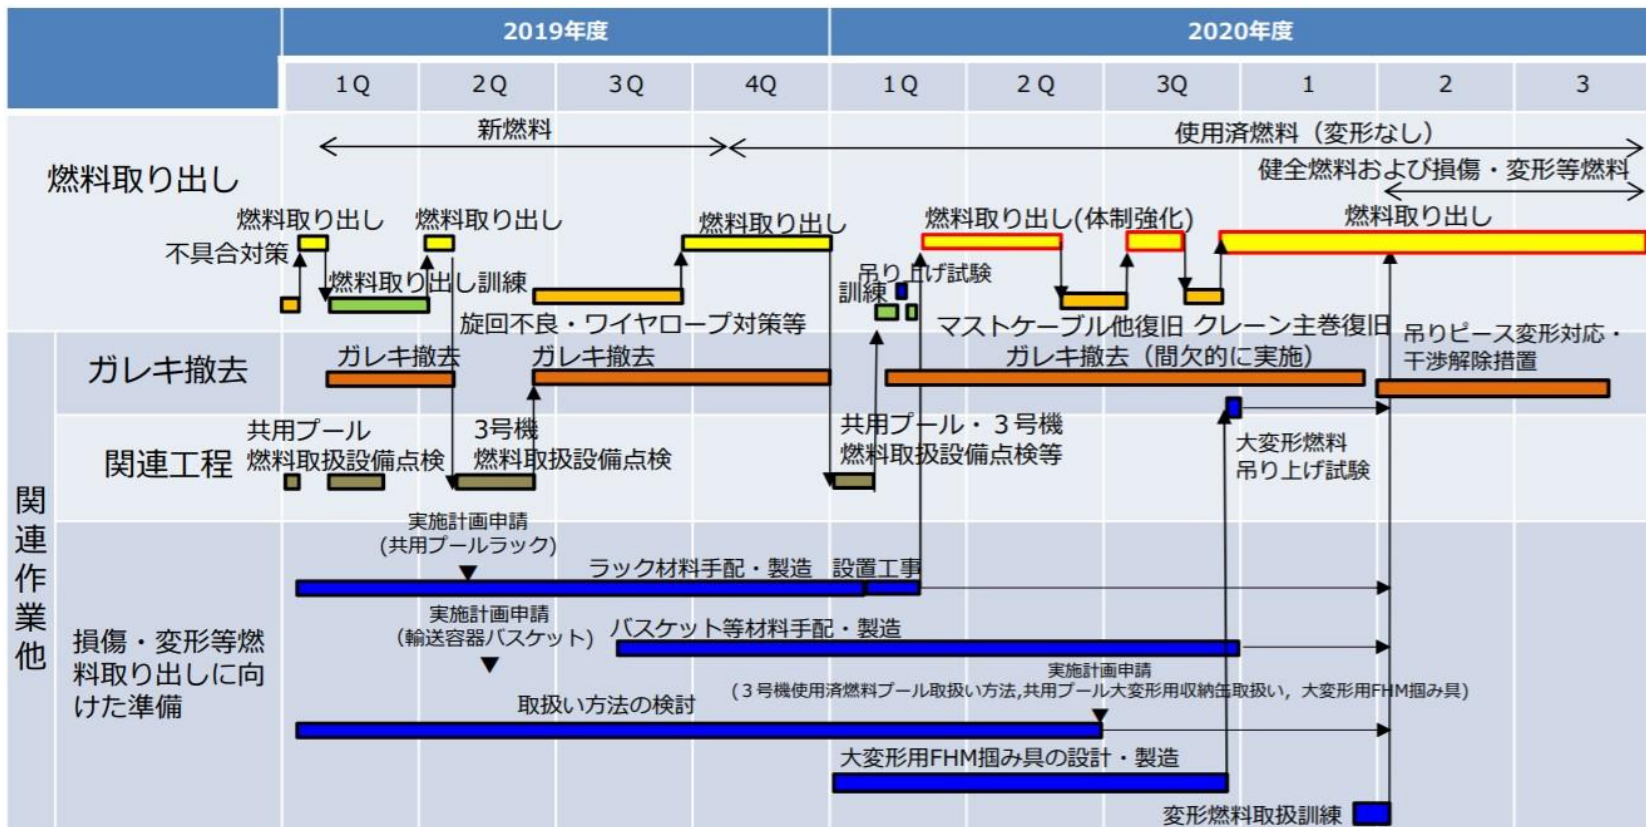 2019年度
2020年度
1Q
2Q
3Q
4Q
1Q
2Q
3Q
1
2
3
燃料取り出し
新燃料
使用済燃料（変形なし）
健全燃料および損傷・変形等燃料
燃料取り出し
燃料取り出し
燃料取り出し
燃料取り出し(体制強化)
燃料取り出し
不具合対策
燃料取り出し訓練
吊り上げ試験
訓練
旋回不良・ワイヤロープ対策等
マストケーブル他復旧
クレーン主巻復旧
関連作業他
ガレキ撤去
ガレキ撤去
ガレキ撤去
ガレキ撤去（間欠的に実施）
吊りピース変形対応・
干渉解除措置
関連工程
共用プール
燃料取扱設備点検
3号機
燃料取扱設備点検
共用プール・３号機
燃料取扱設備点検等
大変形燃料
吊り上げ試験
損傷・変形等燃
料取り出しに向
けた準備
実施計画申請
(共用プールラック)
▼
ラック材料手配・製造
設置工事
実施計画申請
(輸送容器バスケット)
▼
バスケット等材料手配・製造
実施計画申請
(３号機使用済燃料プール取扱い方法,共用プール大変形用収納缶取扱い，大変形用FHM掴み具)
▼
取扱い方法の検討
大変形用FHM掴み具の設計・製造
変形燃料取扱訓練